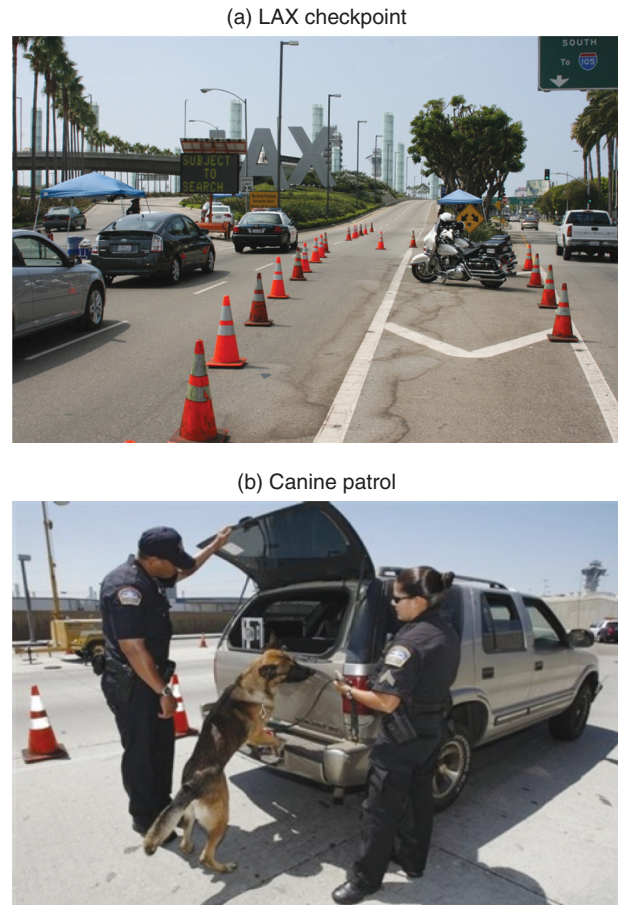 (a) LAX checkpoint
SOUTH
To 105
LAX
SUBJECT
TO
SEARCH
(b) Canine patrol